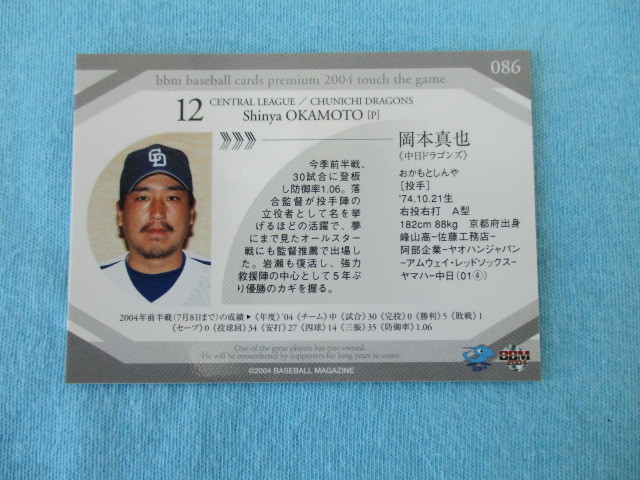 086
bbm baseball cards premium 2004 touch the game
12 CENTRAL LEAGUE／CHUNICHI DRAGONS
Shinya OKAMOTO [P]
岡本真也
《中日ドラゴンズ》
おかもとしんや
[投手]
'74.10.21生
右投右打　A型
182cm 88kg　京都府出身
峰山高−佐藤工務店−
阿部企業−ヤオハンジャパン
−アムウェイ・レッドソックス−
ヤマハ−中日(01④)
今季前半戦、
30試合に登板
し防御率1.06。落
合監督が投手陣の
立役者として名を挙
げるほどの活躍で、夢
にまで見たオールスター
戦にも監督推薦で出場し
た。岩瀬も復活し、強力
救援陣の中心として5年ぶ
り優勝のカギを握る。
2004年前半戦(7月8日まで)の成績▶〈年度〉'04〈チーム〉中〈試合〉30〈完投〉0〈勝利〉5〈敗戦〉1
〈セーブ〉0〈投球回〉34〈安打〉27〈四球〉14〈三振〉35〈防御率〉1.06
One of the great players has ever owned.
He will be remembered by supporters for long years to come.
©2004 BASEBALL MAGAZINE
BBM
2004
CD